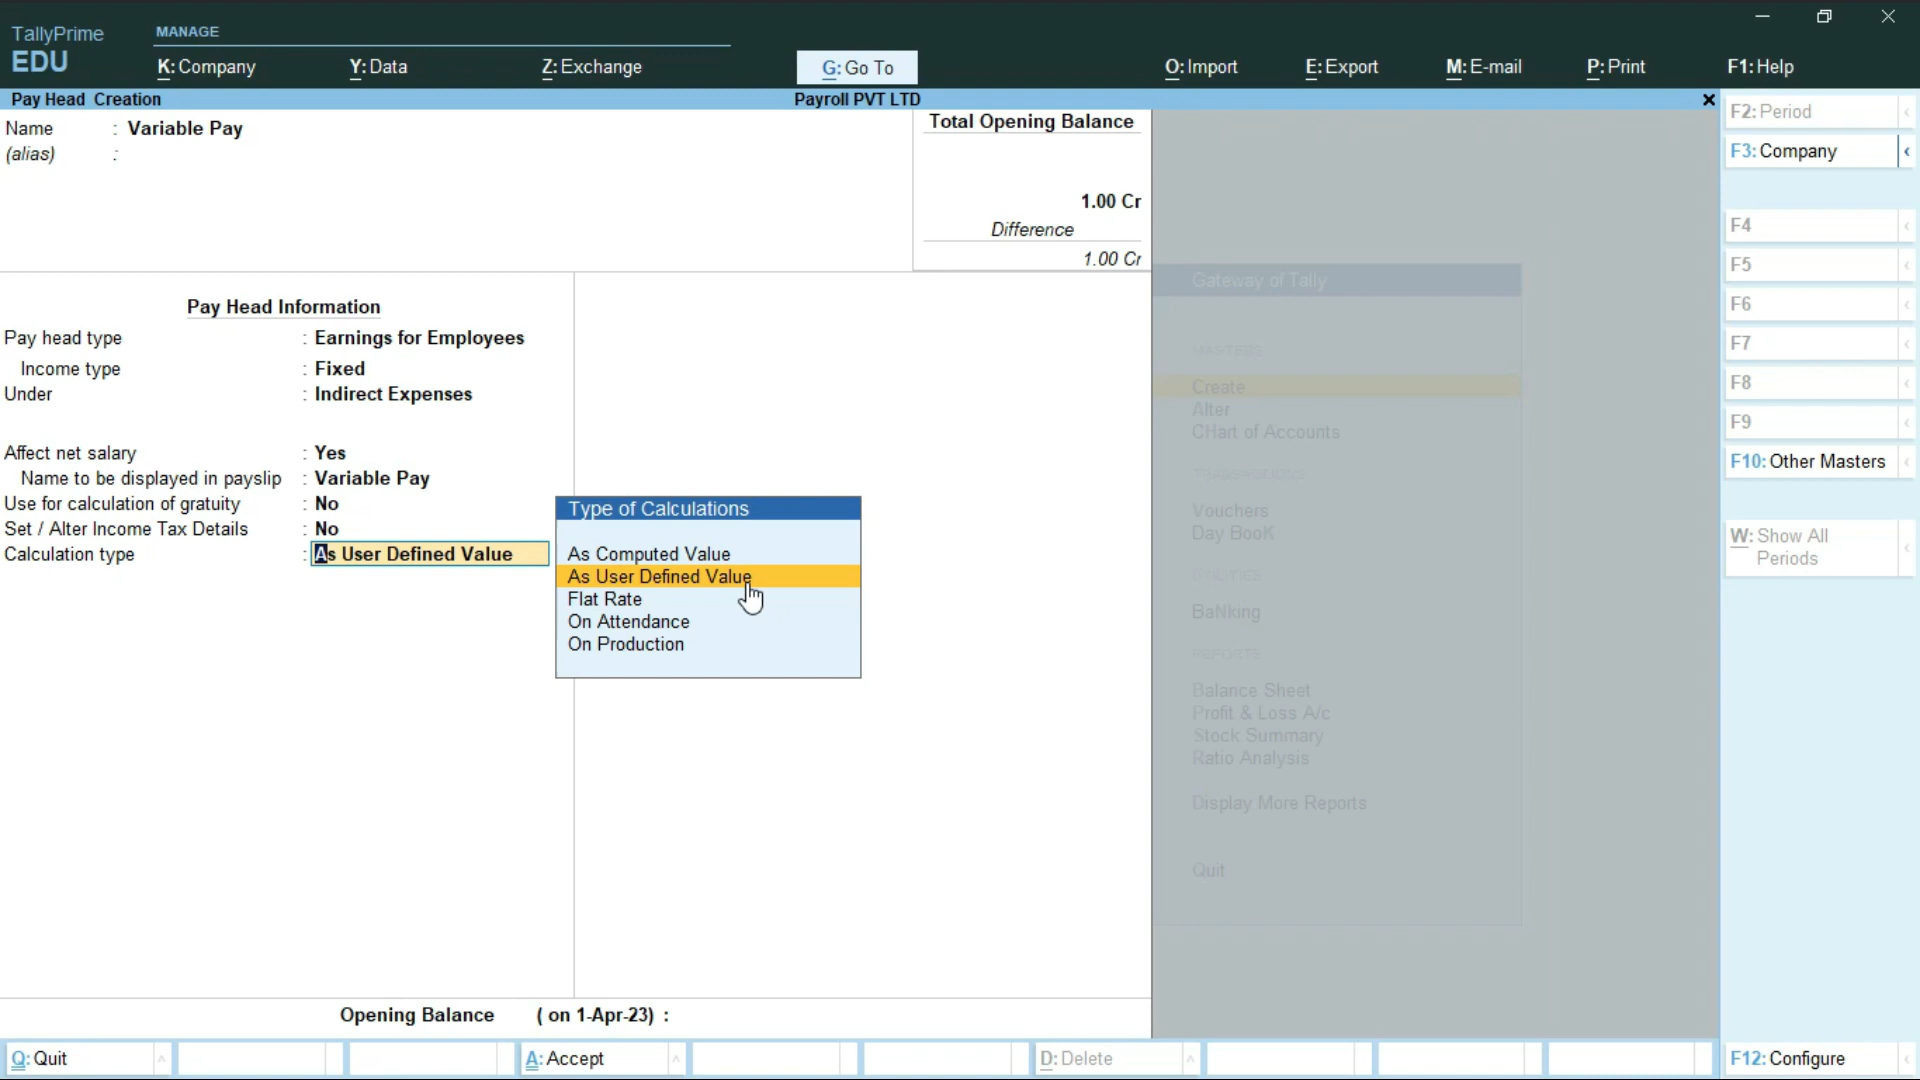 TallyPrime
EDU
MANAGE
K: Company
Y: Data
Z: Exchange
G: Go To
O: Import
E: Export
M: E-mail
P: Print
F1: Help
Pay Head Creation
Payroll PVT LTD
Name : Variable Pay
(alias) :
Total Opening Balance
1.00 Cr
Difference
1.00 Cr
Pay Head Information
Pay head type : Earnings for Employees
Income type : Fixed
Under : Indirect Expenses
Affect net salary : Yes
Name to be displayed in payslip : Variable Pay
Use for calculation of gratuity : No
Set / Alter Income Tax Details : No
Calculation type : As User Defined Value
Type of Calculations
As Computed Value
As User Defined Value
Flat Rate
On Attendance
On Production
Gateway of Tally
MASTERS
Create
Alter
CHart of Accounts
TRANSACTIONS
Vouchers
Day BooK
UTILITIES
BaNking
REPORTS
Balance Sheet
Profit & Loss A/c
Stock Summary
Ratio Analysis
Display More Reports
Quit
F2: Period
F3: Company
F4
F5
F6
F7
F8
F9
F10: Other Masters
W: Show All
Periods
Opening Balance ( on 1-Apr-23) :
Q: Quit
A: Accept
D: Delete
F12: Configure